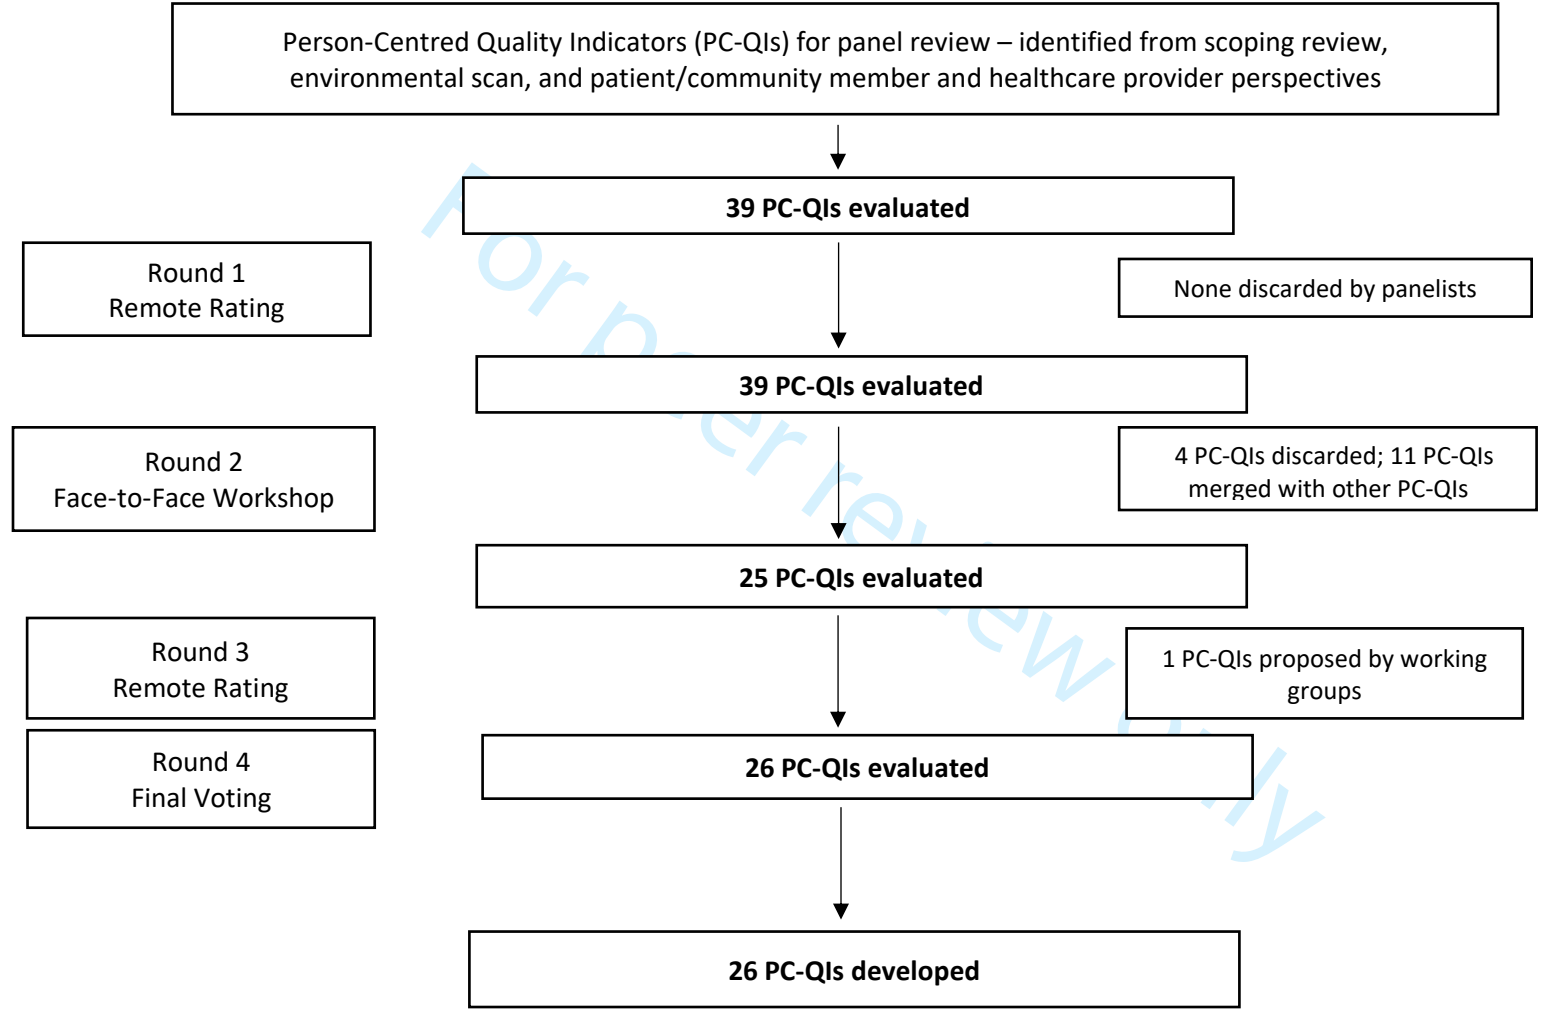 Person-Centred Quality Indicators (PC-QIs) for panel review – identified from scoping review,
environmental scan, and patient/community member and healthcare provider perspectives
39 PC-QIs evaluated
Round 1
Remote Rating
None discarded by panelists
39 PC-QIs evaluated
Round 2
Face-to-Face Workshop
4 PC-QIs discarded; 11 PC-QIs
merged with other PC-QIs
25 PC-QIs evaluated
Round 3
Remote Rating
1 PC-QIs proposed by working
groups
Round 4
Final Voting
26 PC-QIs evaluated
26 PC-QIs developed
For peer review only